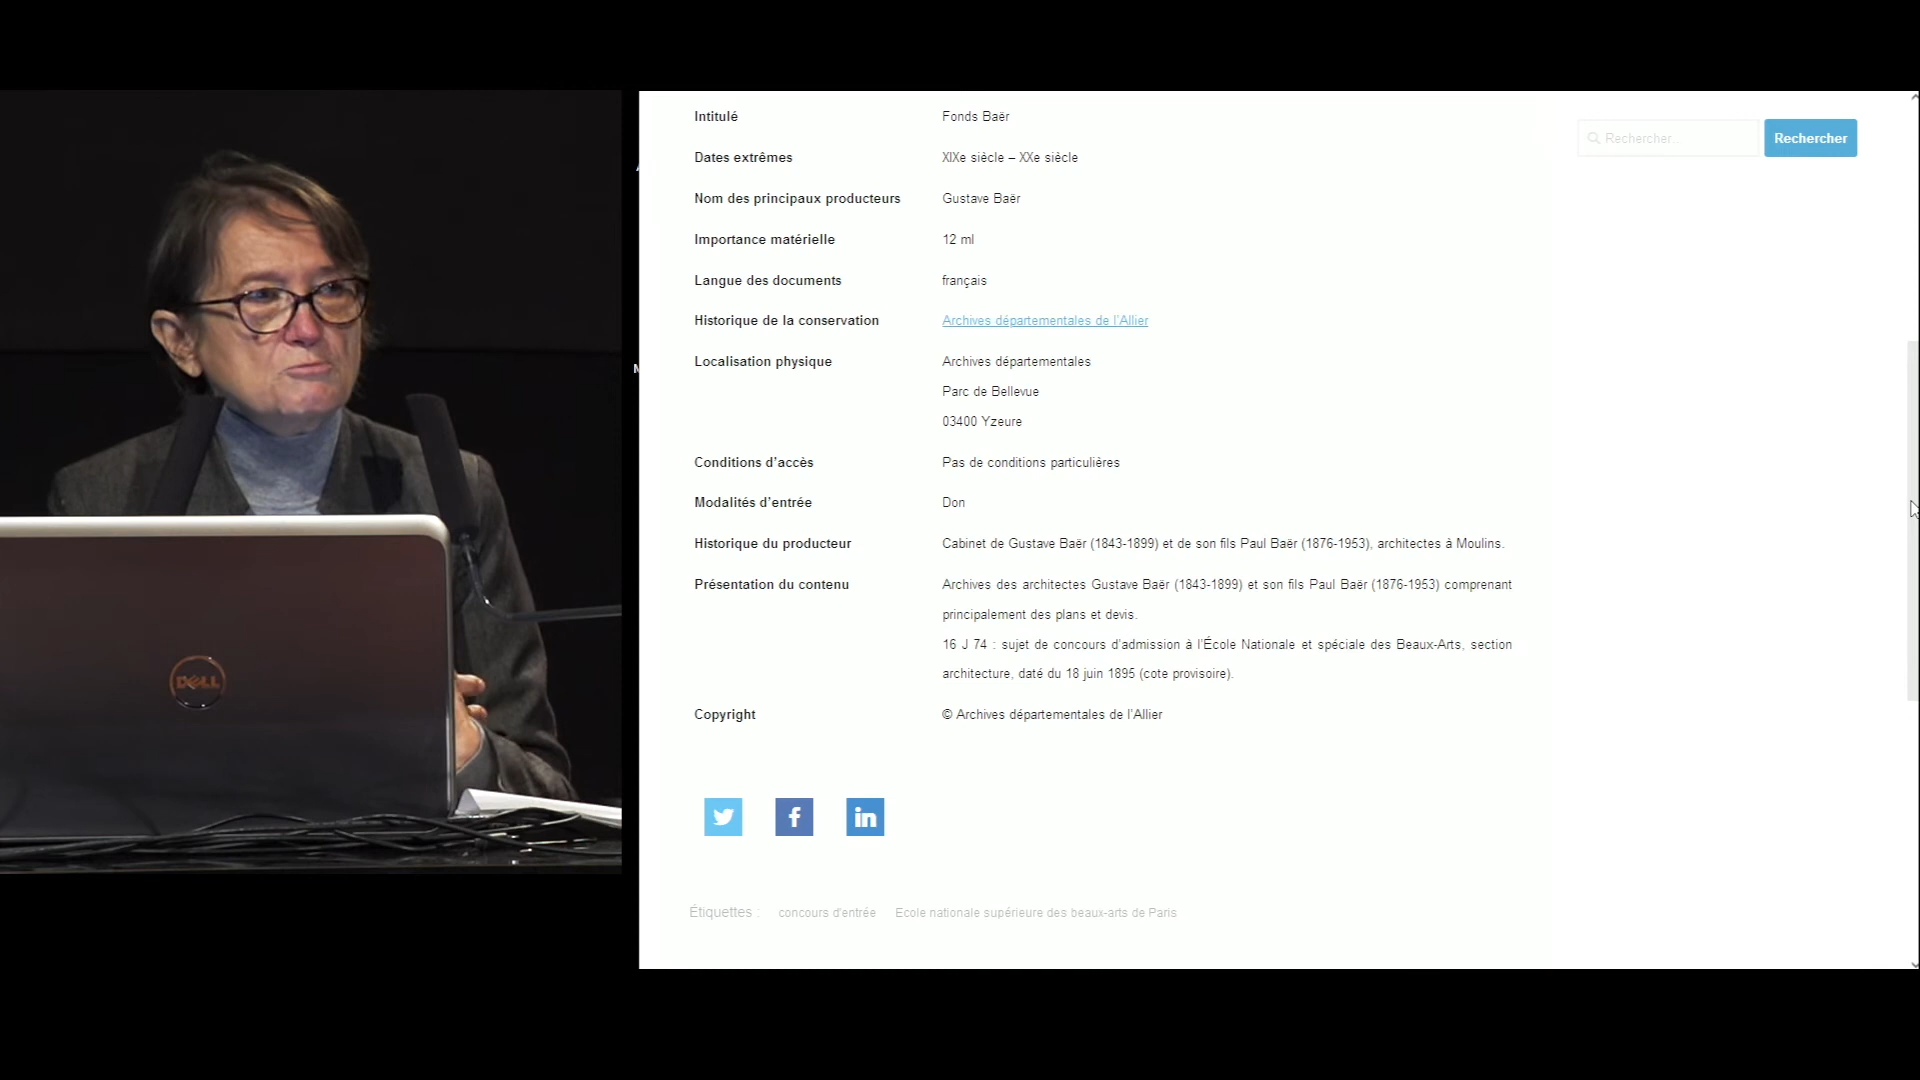 Intitulé Fonds Baër
Rechercher...
Rechercher
Dates extrêmes XIXe siècle – XXe siècle
Nom des principaux producteurs Gustave Baër
Importance matérielle 12 ml
Langue des documents français
Historique de la conservation Archives départementales de l'Allier
Localisation physique Archives départementales
Parc de Bellevue
03400 Yzeure
Conditions d'accès Pas de conditions particulières
Modalités d'entrée Don
Historique du producteur Cabinet de Gustave Baër (1843-1899) et de son fils Paul Baër (1876-1953), architectes à Moulins.
Présentation du contenu Archives des architectes Gustave Baër (1843-1899) et son fils Paul Baër (1876-1953) comprenant
principalement des plans et devis.
16 J 74 : sujet de concours d'admission à l'École Nationale et spéciale des Beaux-Arts, section
architecture, daté du 18 juin 1895 (cote provisoire).
Copyright © Archives départementales de l'Allier
DELL
f
in
Étiquettes : concours d'entrée Ecole nationale supérieure des beaux-arts de Paris